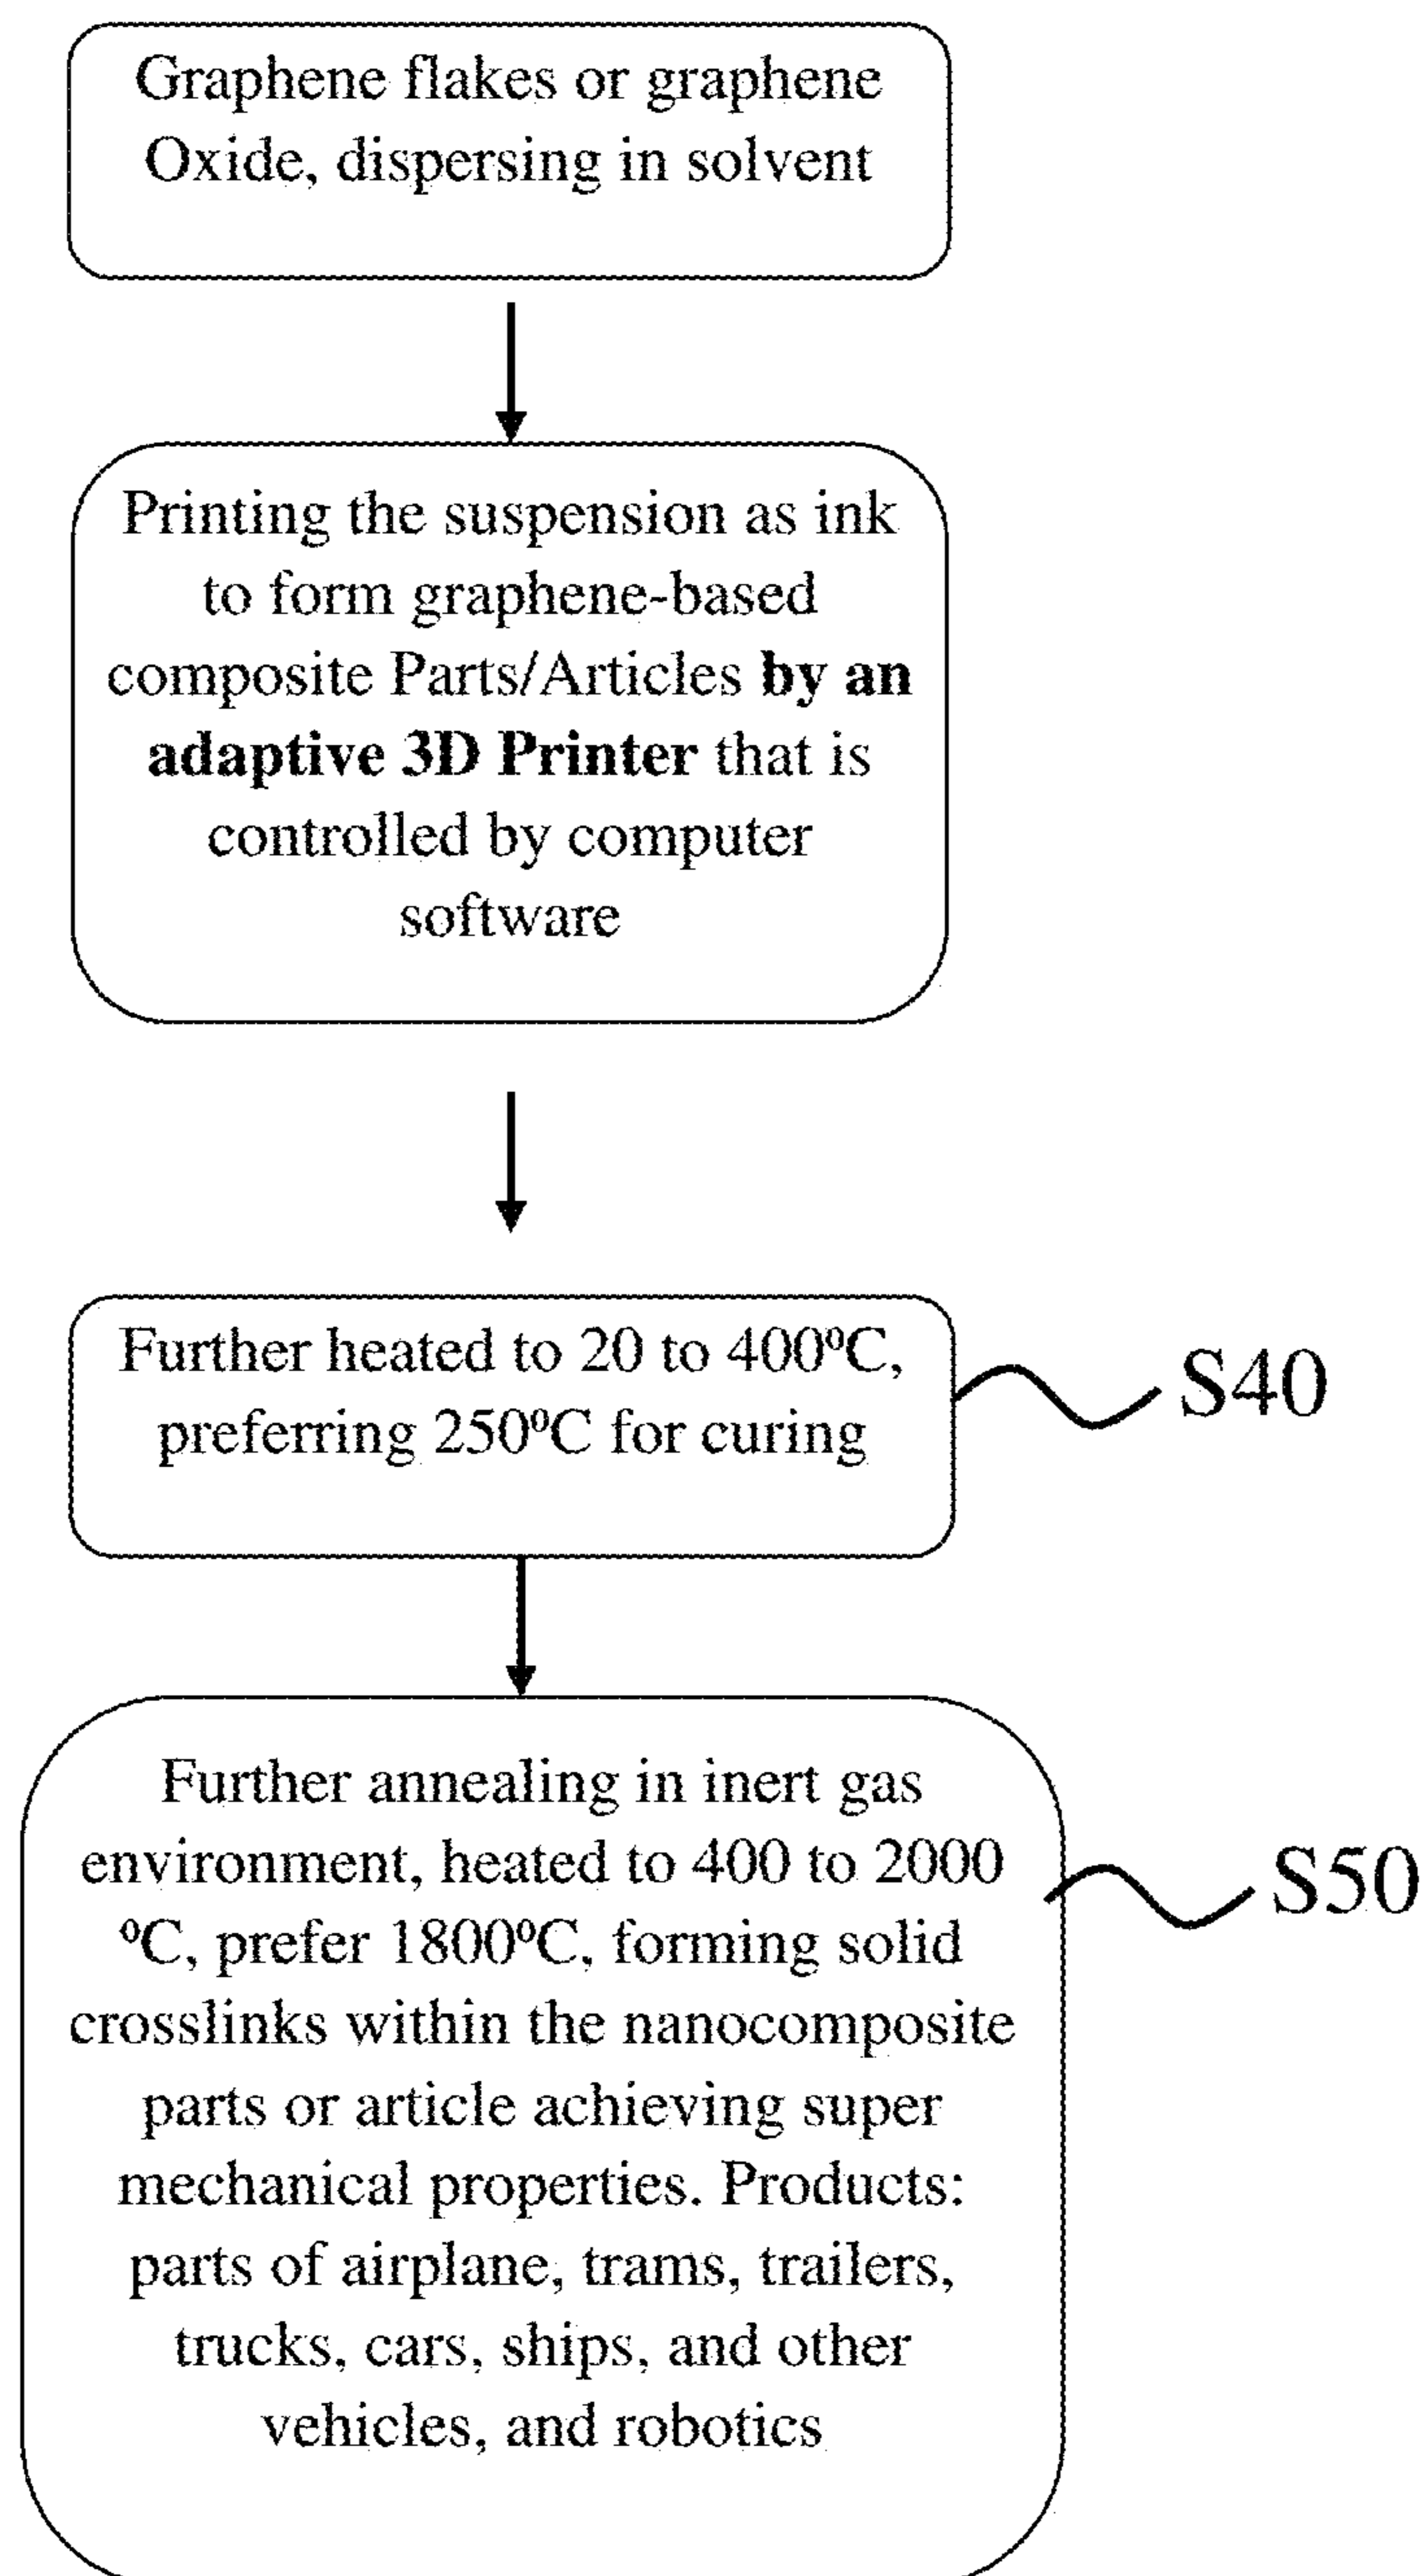 Graphene flakes or graphene
Oxide, dispersing in solvent
Printing the suspension as ink
to form graphene-based
composite Parts/Articles by an
adaptive 3D Printer that is
controlled by computer
software
Further heated to 20 to 400⁰C,
preferring 250⁰C for curing
S40
Further annealing in inert gas
environment, heated to 400 to 2000
⁰C, prefer 1800⁰C, forming solid
crosslinks within the nanocomposite
parts or article achieving super
mechanical properties. Products:
parts of airplane, trams, trailers,
trucks, cars, ships, and other
vehicles, and robotics
S50